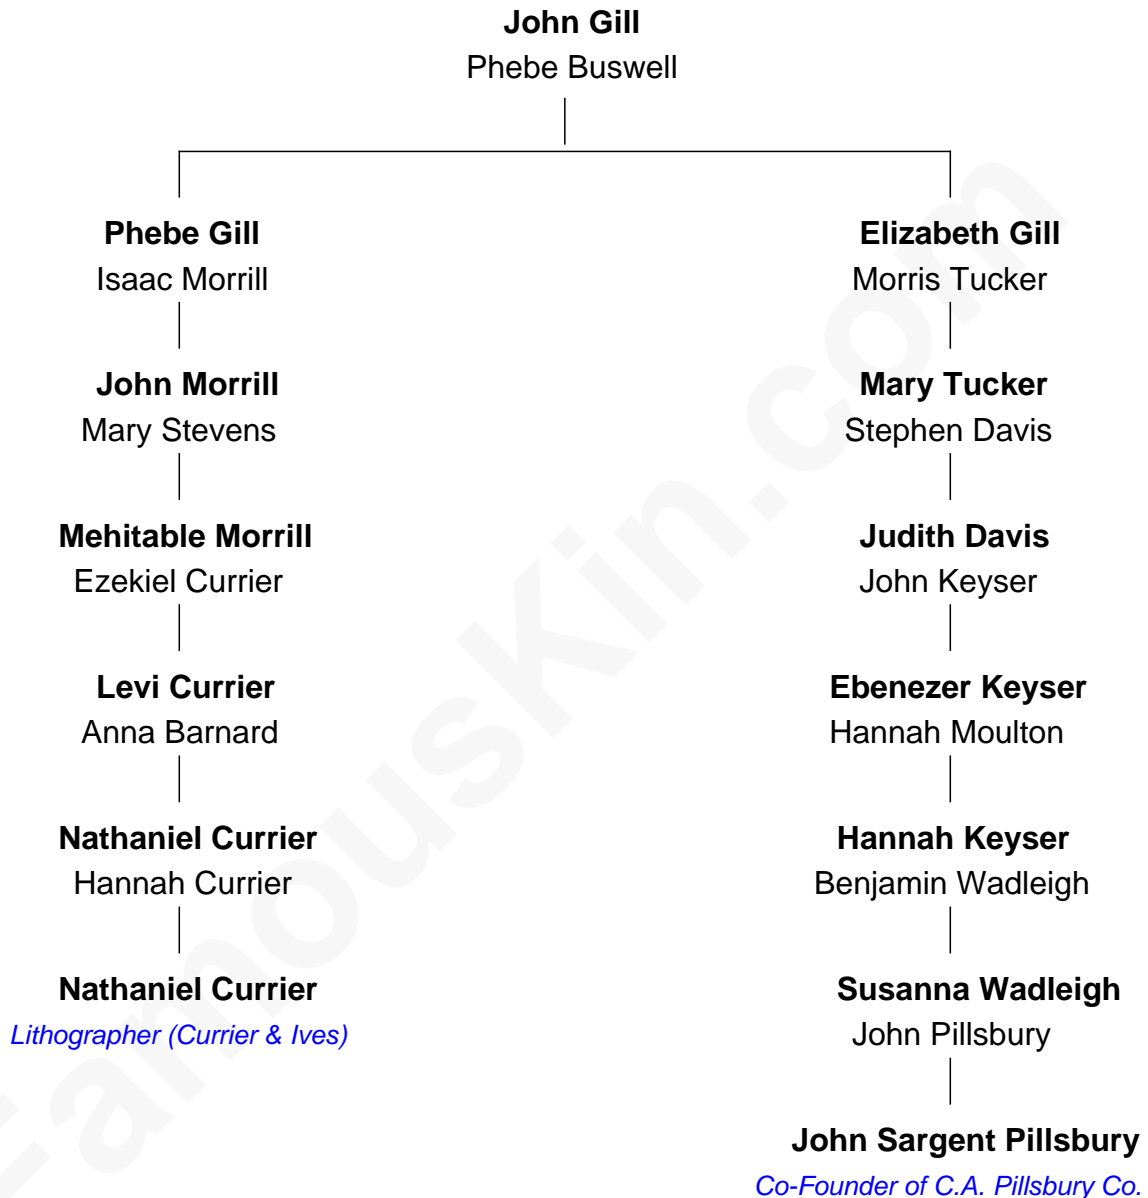 John Gill
Phebe Buswell
Phebe Gill
Isaac Morrill
John Morrill
Mary Stevens
Mehitable Morrill
Ezekiel Currier
Levi Currier
Anna Barnard
Nathaniel Currier
Hannah Currier
Nathaniel Currier
Lithographer (Currier & Ives)
Elizabeth Gill
Morris Tucker
Mary Tucker
Stephen Davis
Judith Davis
John Keyser
Ebenezer Keyser
Hannah Moulton
Hannah Keyser
Benjamin Wadleigh
Susanna Wadleigh
John Pillsbury
John Sargent Pillsbury
Co-Founder of C.A. Pillsbury Co.
FamousKin.com